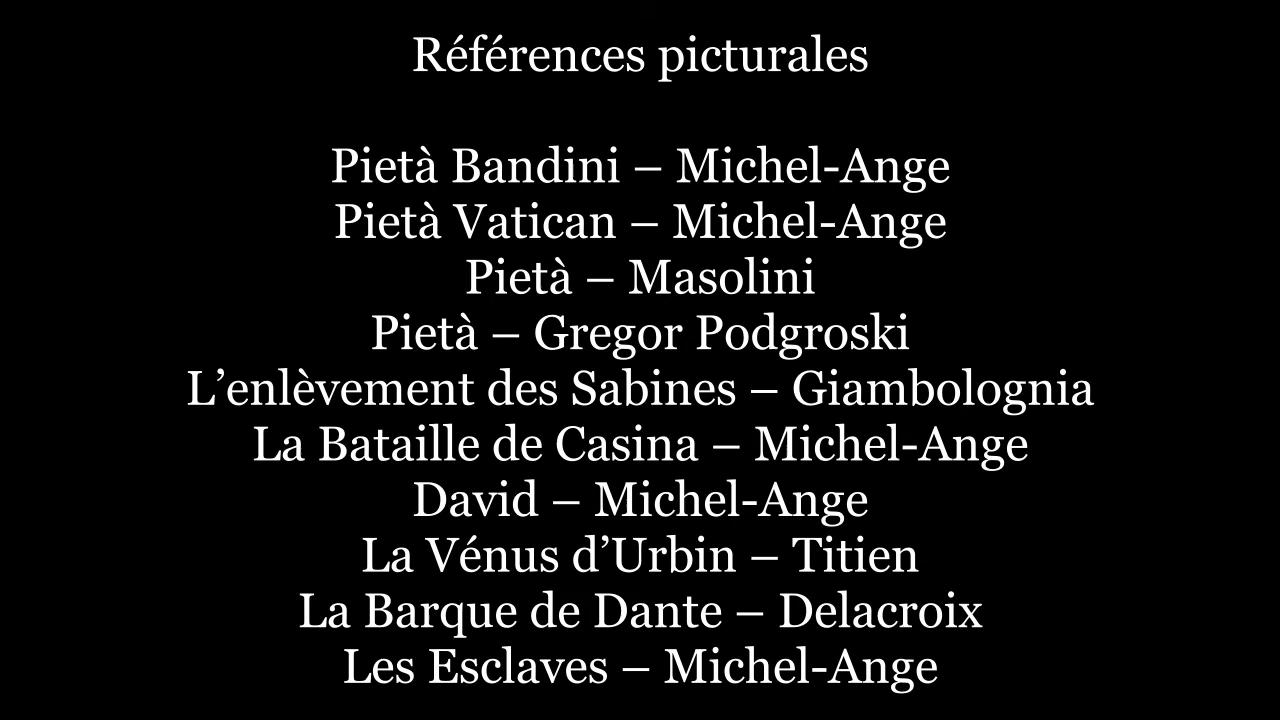 Références picturales
Pietà Bandini – Michel-Ange
Pietà Vatican – Michel-Ange
Pietà – Masolini
Pietà – Gregor Podgroski
L’enlèvement des Sabines – Giambolognia
La Bataille de Casina – Michel-Ange
David – Michel-Ange
La Vénus d’Urbin – Titien
La Barque de Dante – Delacroix
Les Esclaves – Michel-Ange